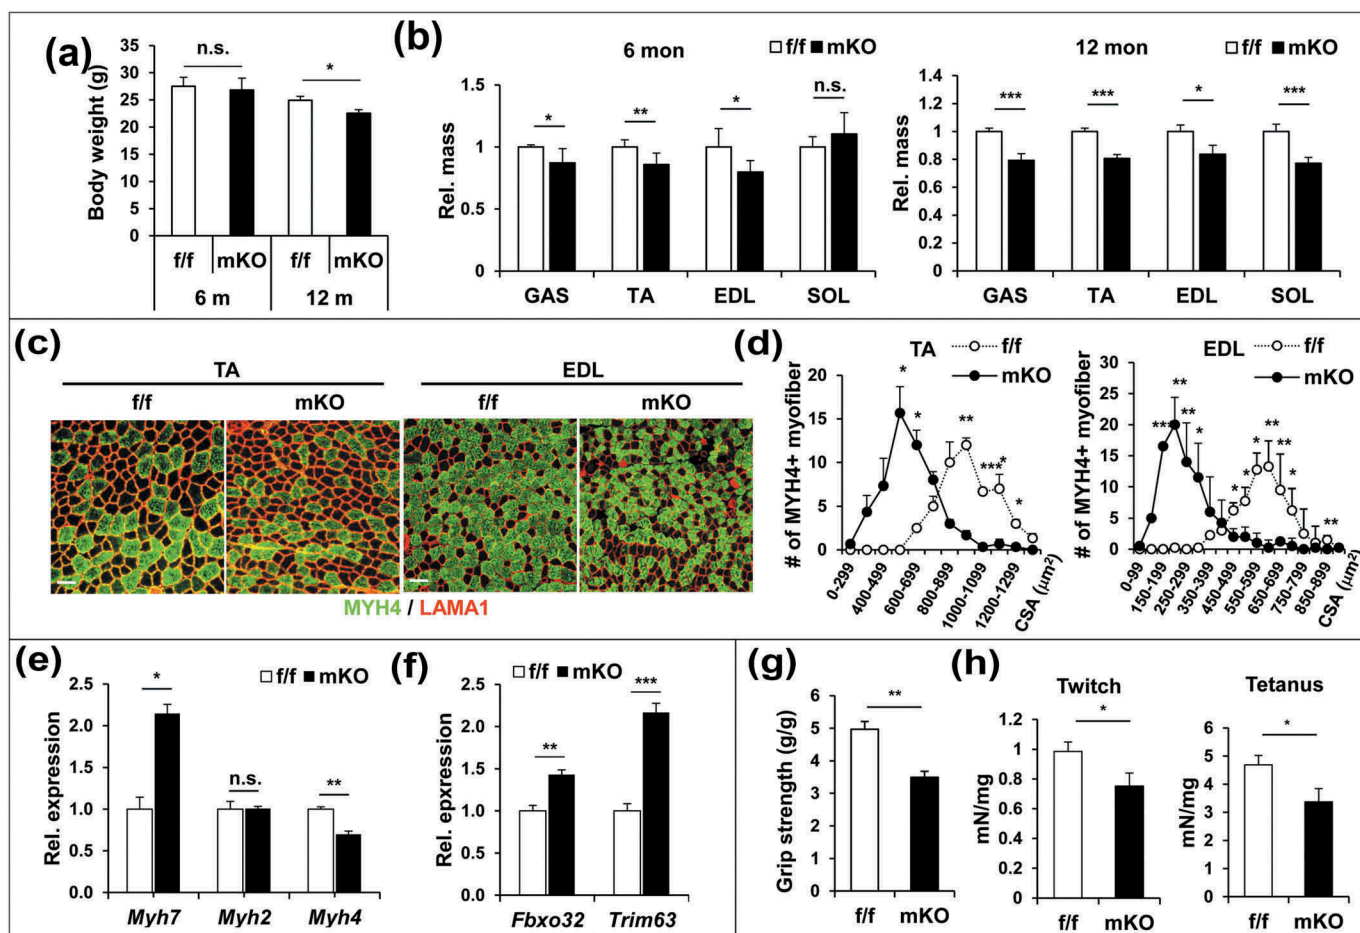 (a)
Body weight (g)
35
30
25
20
15
10
5
0
n.s.
*
f/f mKO f/f mKO
6 m 12 m
(b)
6 mon
f/f mKO
Rel. mass
1.5
1
0.5
0
* ** * n.s.
GAS TA EDL SOL
12 mon
f/f mKO
Rel. mass
1.4
1.2
1
0.8
0.6
0.4
0.2
0
*** *** * ***
GAS TA EDL SOL
(c)
TA EDL
f/f mKO f/f mKO
MYH4 / LAMA1
(d)
TA
f/f
mKO
# of MYH4+ myofiber
20
15
10
5
0
* * ** *** * *
0-299
400-499
600-699
800-899
1000-1099
1200-1299
CSA (µm²)
EDL
f/f
mKO
# of MYH4+ myofiber
30
25
20
15
10
5
0
*** ** ** * * * * ** ** * **
0-99
150-199
250-299
350-399
450-499
550-599
650-699
750-799
850-899
CSA (µm²)
(e)
f/f mKO
Rel. expression
2.5
2.0
1.5
1.0
0.5
0.0
* n.s. **
Myh7 Myh2 Myh4
(f)
f/f mKO
Rel. epxression
2.5
2.0
1.5
1.0
0.5
0.0
** ***
Fbxo32 Trim63
(g)
Grip strength (g/g)
6
5
4
3
2
1
0
**
f/f mKO
(h)
Twitch
mN/mg
1.2
1
0.8
0.6
0.4
0.2
0
*
f/f mKO
Tetanus
mN/mg
6
5
4
3
2
1
0
*
f/f mKO